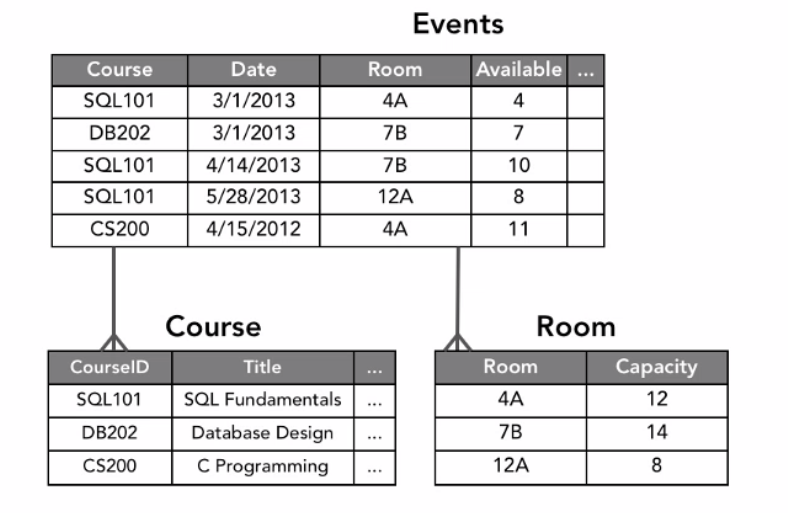 Events
Course Date Room Available ...
SQL101 3/1/2013 4A 4
DB202 3/1/2013 7B 7
SQL101 4/14/2013 7B 10
SQL101 5/28/2013 12A 8
CS200 4/15/2012 4A 11
Course
CourseID Title ...
SQL101 SQL Fundamentals ...
DB202 Database Design ...
CS200 C Programming ...
Room
Room Capacity
4A 12
7B 14
12A 8